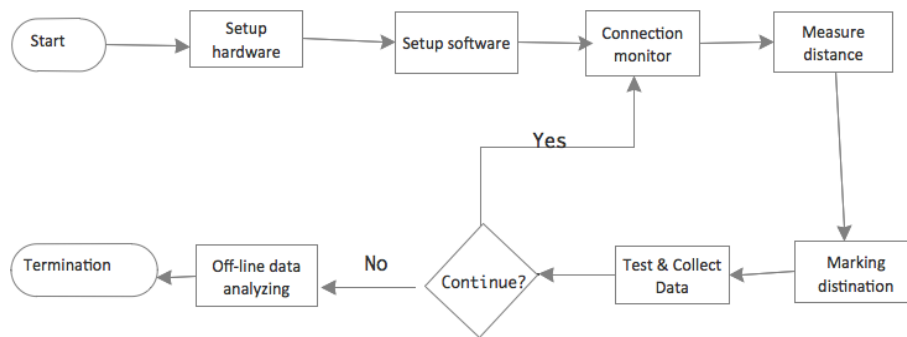 Start
Setup
hardware
Setup software
Connection
monitor
Measure
distance
Yes
Termination
Off-line data
analyzing
No
Continue?
Test & Collect
Data
Marking
distination